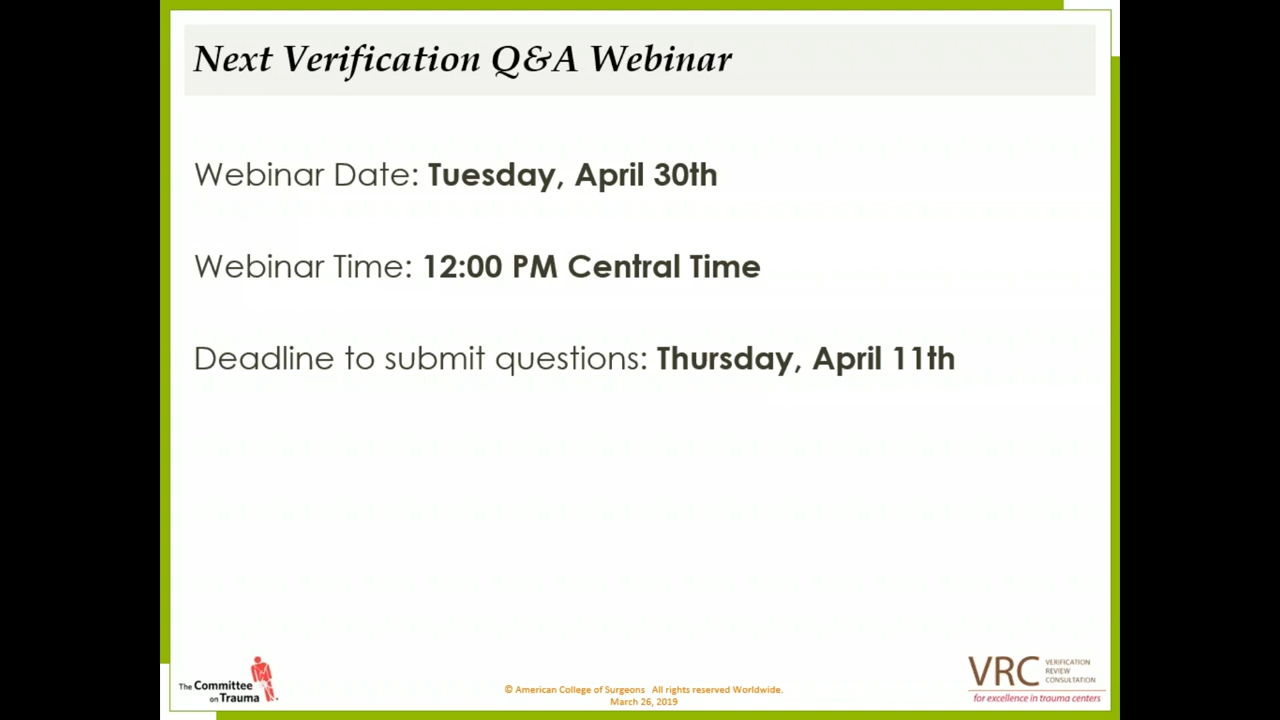 Next Verification Q&A Webinar
Webinar Date: Tuesday, April 30th
Webinar Time: 12:00 PM Central Time
Deadline to submit questions: Thursday, April 11th
The Committee
on Trauma
© American College of Surgeons All rights reserved Worldwide.
March 26, 2019
VRC
VERIFICATION
REVIEW
CONSULTATION
for excellence in trauma centers